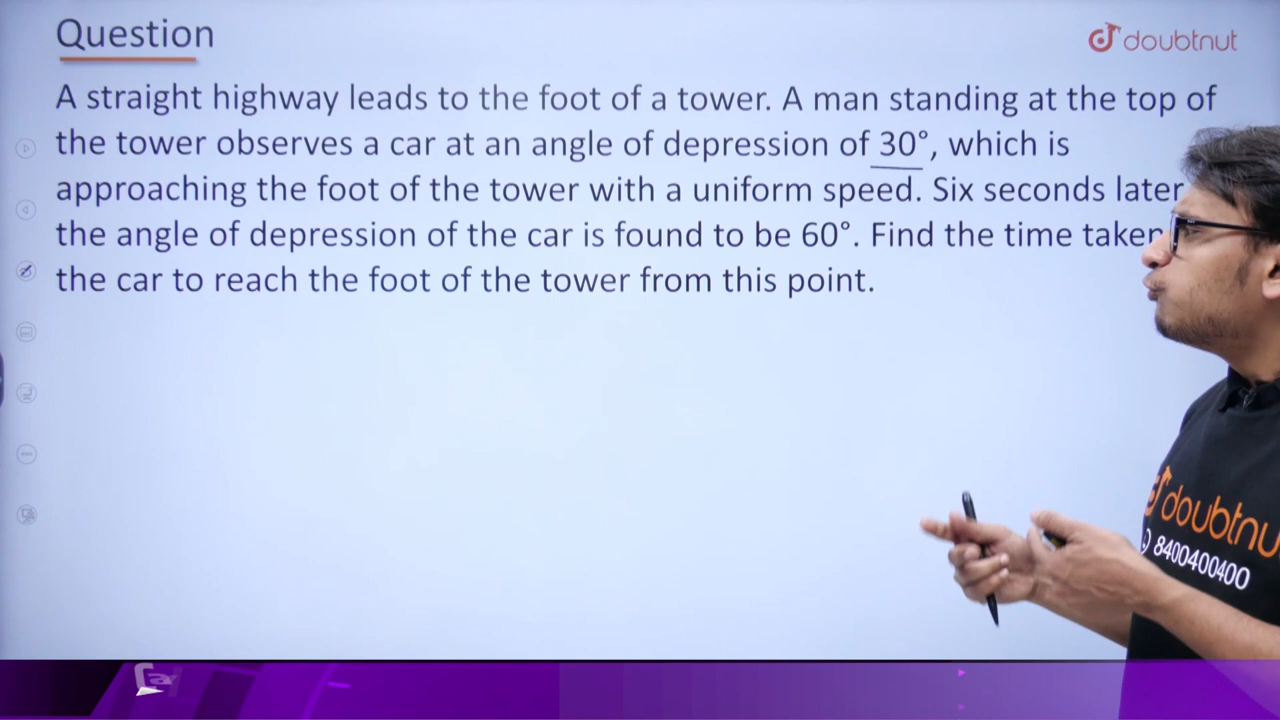 Question
doubtnut
A straight highway leads to the foot of a tower. A man standing at the top of
the tower observes a car at an angle of depression of 30°, which is
approaching the foot of the tower with a uniform speed. Six seconds later
the angle of depression of the car is found to be 60°. Find the time taken
the car to reach the foot of the tower from this point.
doubtnu
8400400400